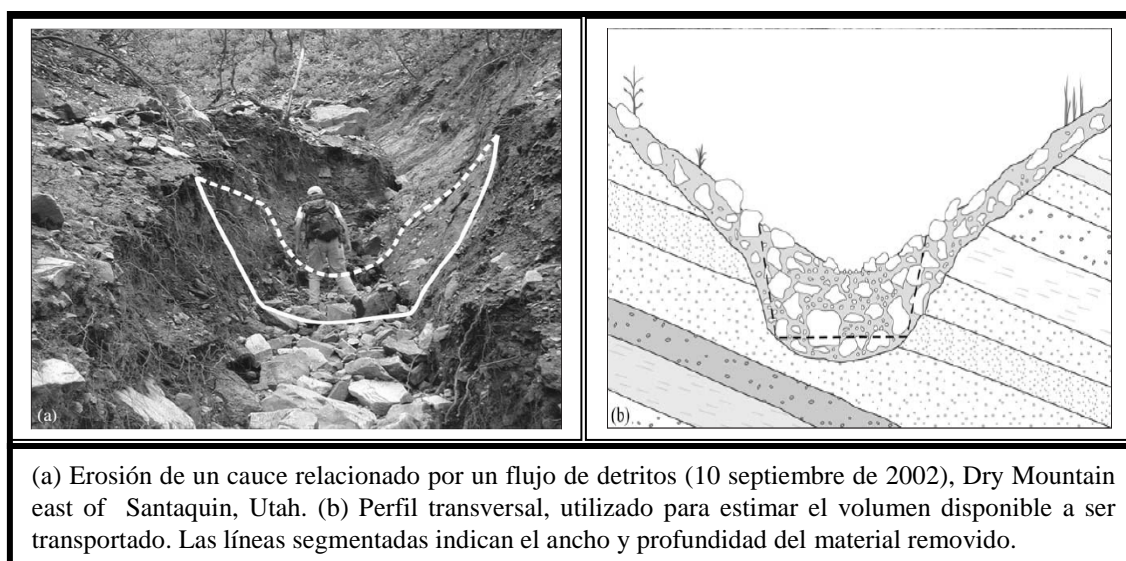 (a)
(b)
(a) Erosión de un cauce relacionado por un flujo de detritos (10 septiembre de 2002), Dry Mountain
east of Santaquin, Utah. (b) Perfil transversal, utilizado para estimar el volumen disponible a ser
transportado. Las líneas segmentadas indican el ancho y profundidad del material removido.